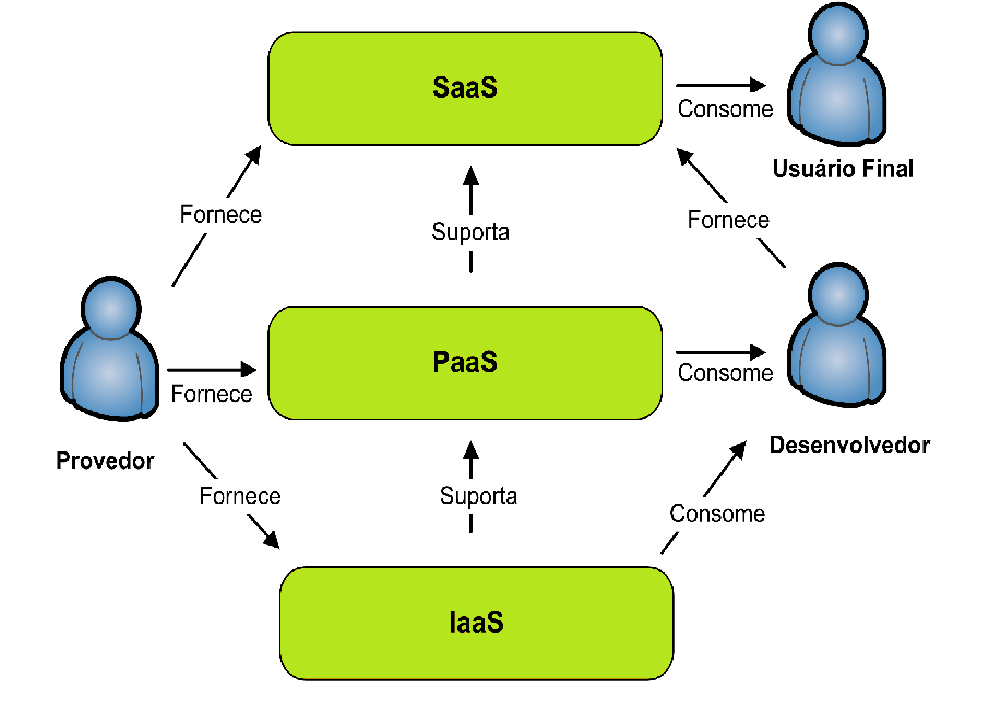 SaaS
Consome
Usuário Final
Fornece
Suporta
Fornece
PaaS
Consome
Fornece
Provedor
Desenvolvedor
Fornece
Suporta
Consome
IaaS